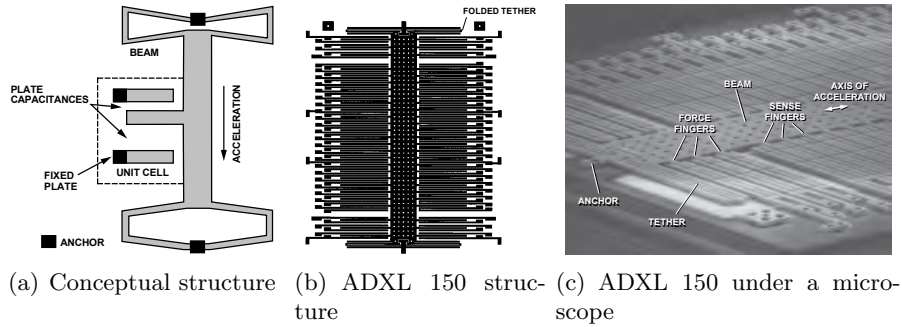 BEAM
PLATE
CAPACITANCES
ACCELERATION
FIXED
PLATE
UNIT CELL
ANCHOR
FOLDED TETHER
BEAM
AXIS OF
ACCELERATION
SENSE
FINGERS
FORCE
FINGERS
ANCHOR
TETHER
(a) Conceptual structure
(b) ADXL 150 struc-
ture
(c) ADXL 150 under a micro-
scope